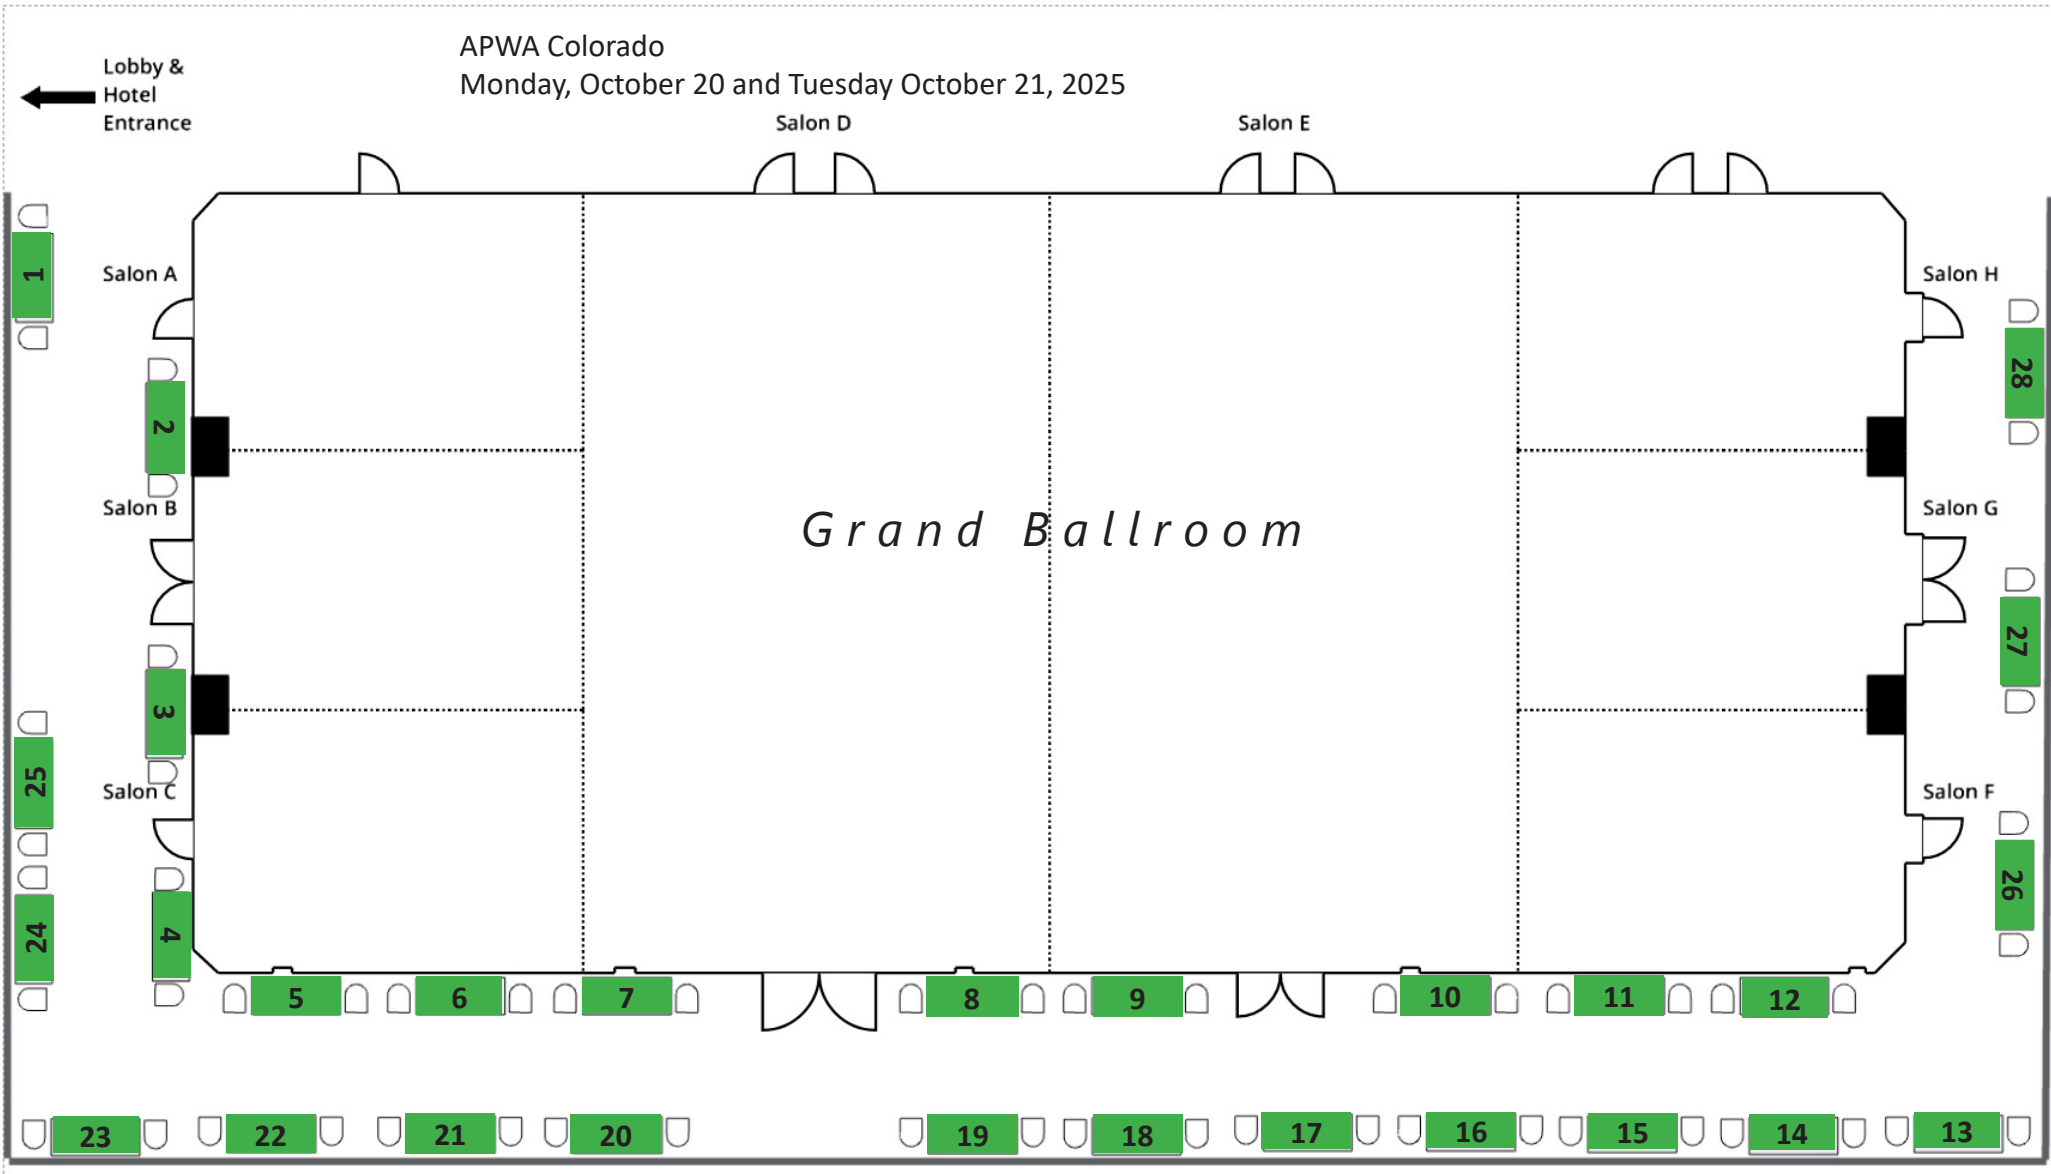 APWA Colorado
Monday, October 20 and Tuesday October 21, 2025
Lobby &
Hotel
Entrance
Salon D
Salon E
Salon A
Salon H
1
28
2
Salon B
Salon G
Grand Ballroom
27
3
25
Salon C
Salon F
26
24
4
5
6
7
8
9
10
11
12
23
22
21
20
19
18
17
16
15
14
13